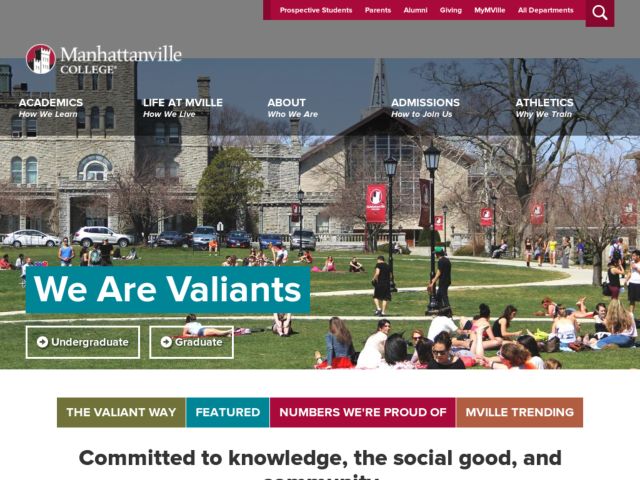 Prospective Students Parents Alumni Giving MyMVille All Departments
Manhattanville
COLLEGE
ACADEMICS LIFE AT MVILLE ABOUT ADMISSIONS ATHLETICS
How We Learn How We Live Who We Are How to Join Us Why We Train
We Are Valiants
Undergraduate Graduate
THE VALIANT WAY FEATURED NUMBERS WE'RE PROUD OF MVILLE TRENDING
Committed to knowledge, the social good, and
community